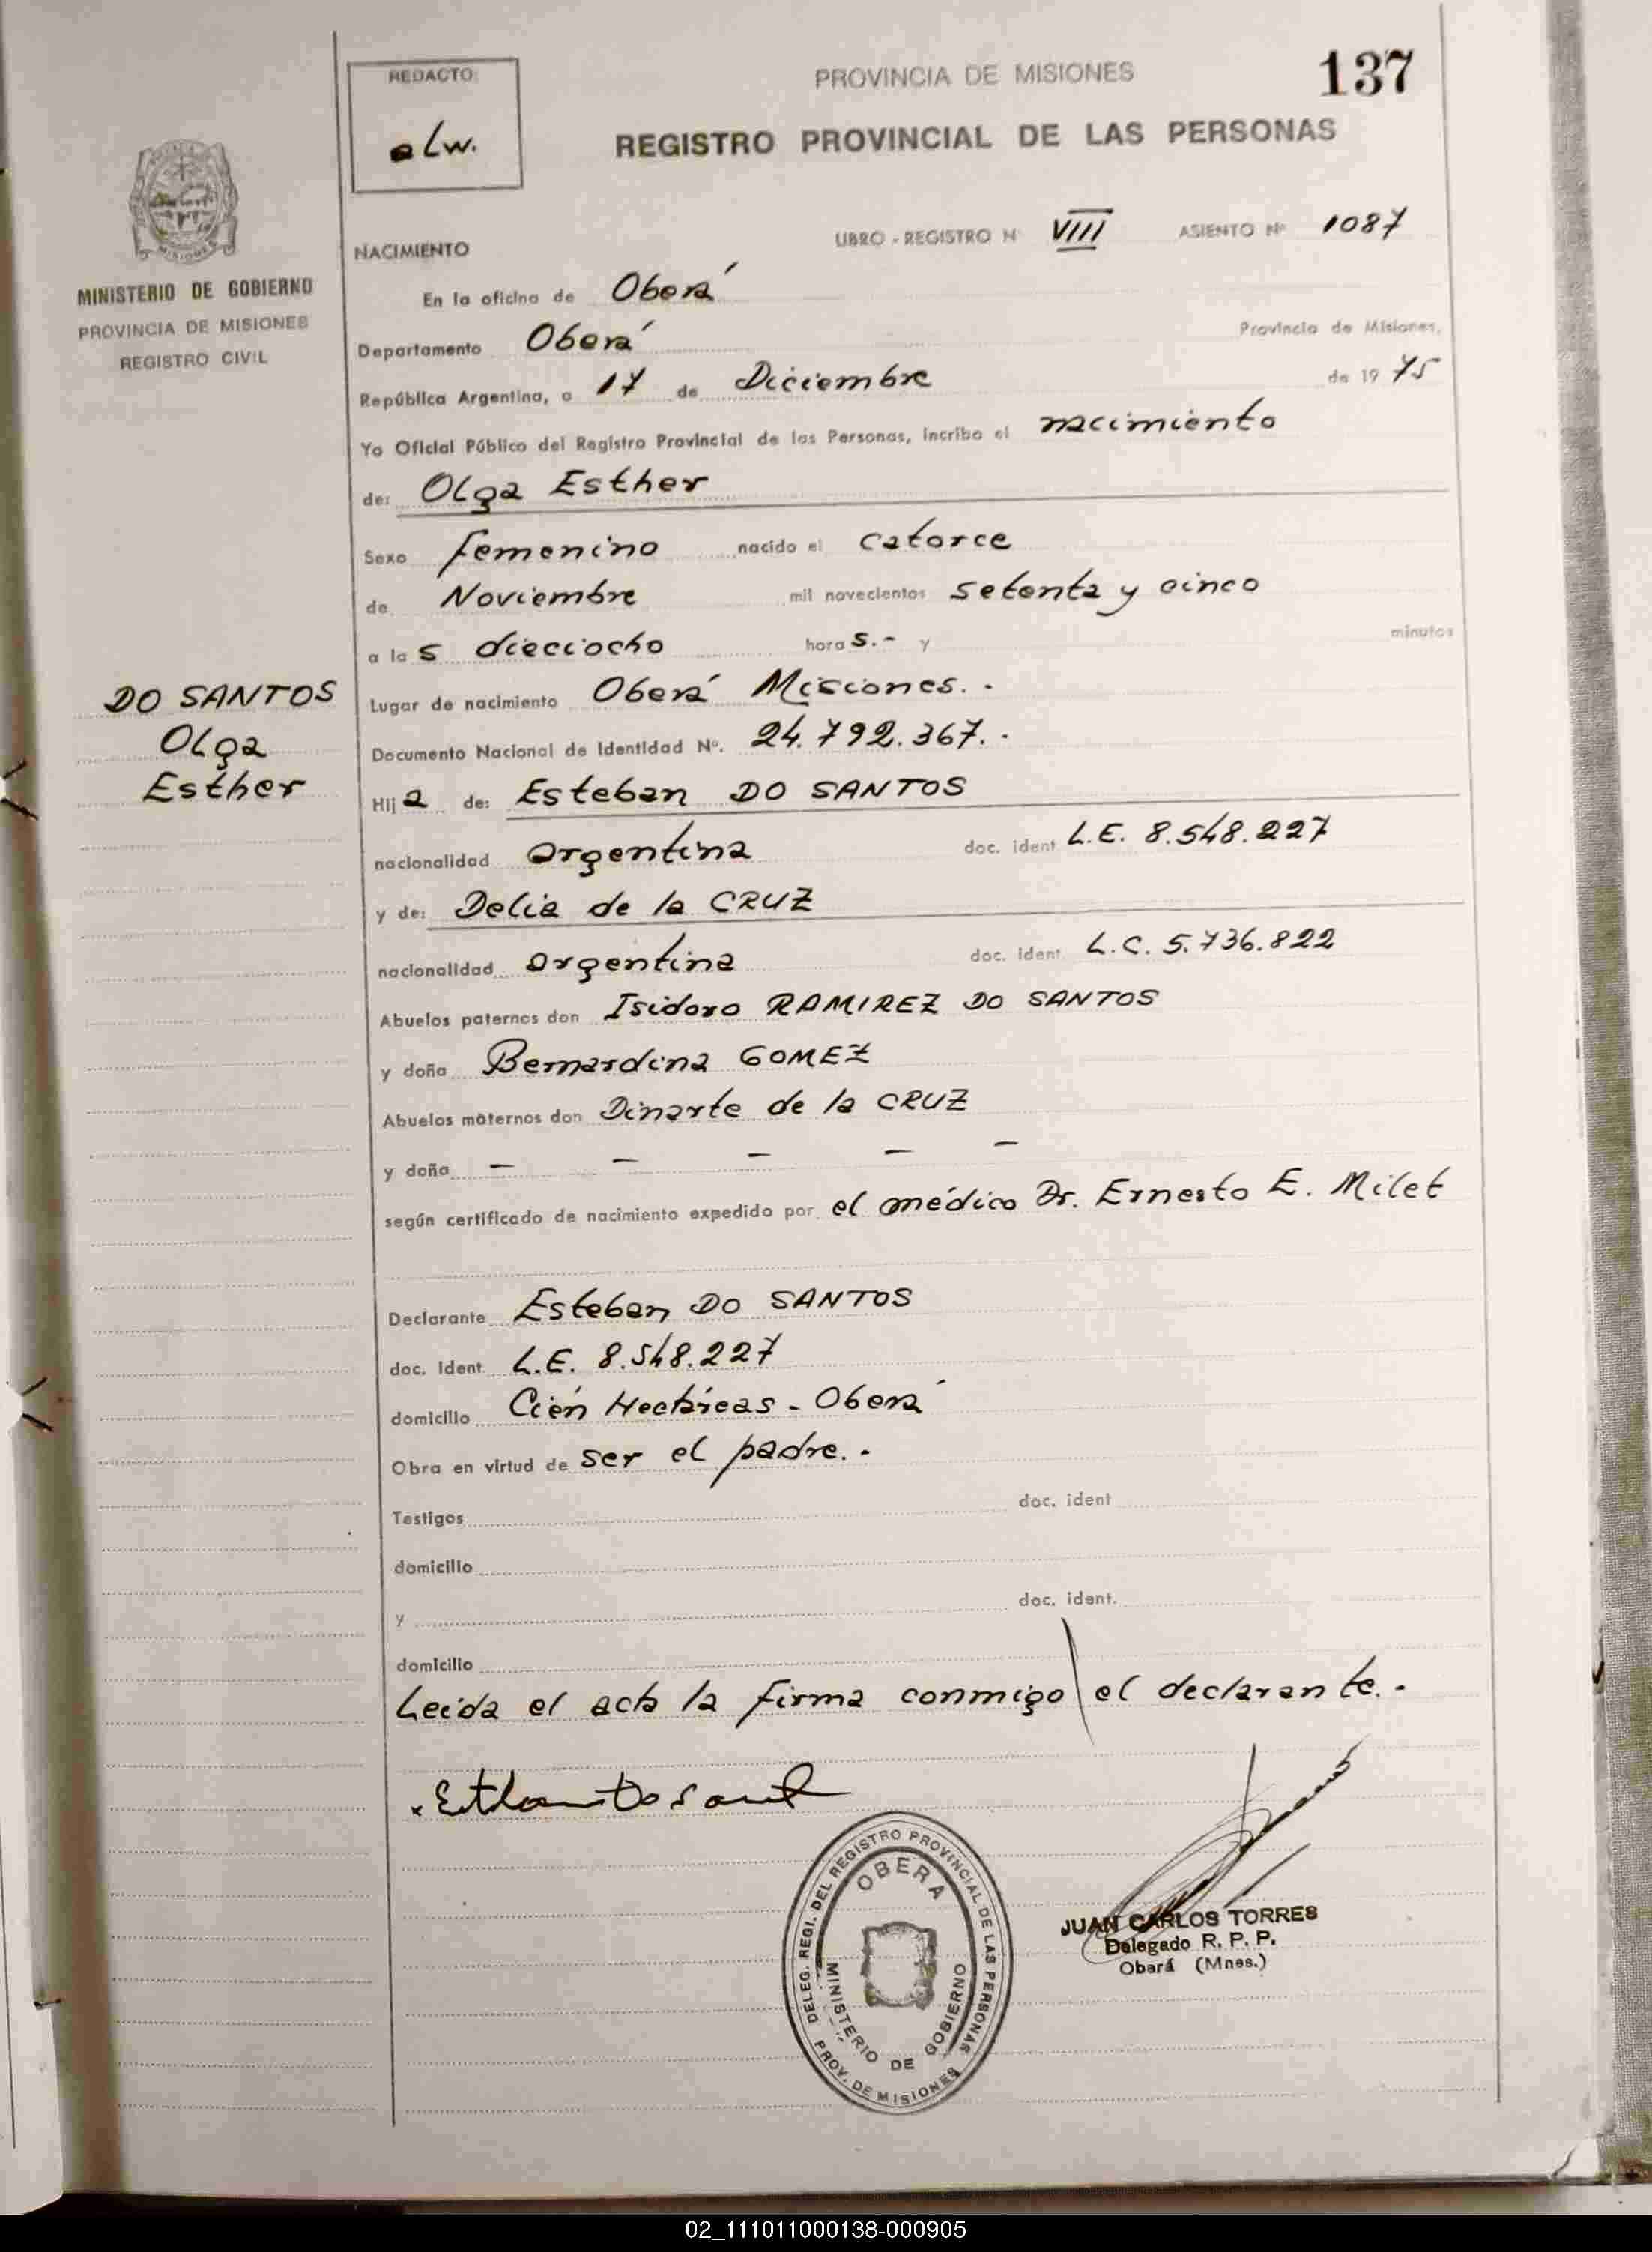 REDACTO:
aLw.
PROVINCIA DE MISIONES
137
REGISTRO PROVINCIAL DE LAS PERSONAS
MINISTERIO DE GOBIERNO
PROVINCIA DE MISIONES
REGISTRO CIVIL
NACIMIENTO
LIBRO - REGISTRO N VIII ASIENTO Nº 1087
En la oficina de Oberá
Departamento Oberá Provincia de Misiones,
República Argentina, a 17 de Diciembre de 19 75
Yo Oficial Público del Registro Provincial de las Personas, incribo el nacimiento
de: Olga Esther
Sexo femenino nacido el catorce
de Noviembre mil novecientos setenta y cinco
a la s dieciocho hora s.- y minutos
DO SANTOS
Olga
Esther
Lugar de nacimiento Oberá Misiones.-
Documento Nacional de Identidad Nº. 24.792.367.-
Hij a de: Esteban DO SANTOS
nacionalidad argentina doc. ident L.E. 8.548.227
y de: Delia de la CRUZ
nacionalidad argentina doc. ident. L.C. 5.736.822
Abuelos paternos don Isidoro RAMIREZ DO SANTOS
y doña Bernardina GOMEZ
Abuelos maternos don Dinarte de la CRUZ
y doña - - - - -
según certificado de nacimiento expedido por el médico Dr. Ernesto E. Milet
Declarante Esteban DO SANTOS
doc. ident. L.E. 8.548.227
domicilio Cién Hectáreas - Oberá
Obra en virtud de ser el padre.-
Testigos doc. ident
domicilio
y doc. ident.
domicilio
Leida el acta la firma conmigo el declarante.-
DELEG. REGI. DEL REGISTRO PROVINCIAL DE LAS PERSONAS
OBERA
MINISTERIO DE GOBIERNO
PROV. DE MISIONES
JUAN CARLOS TORRES
Delegado R. P. P.
Oberá (Mnes.)
02_111011000138-000905